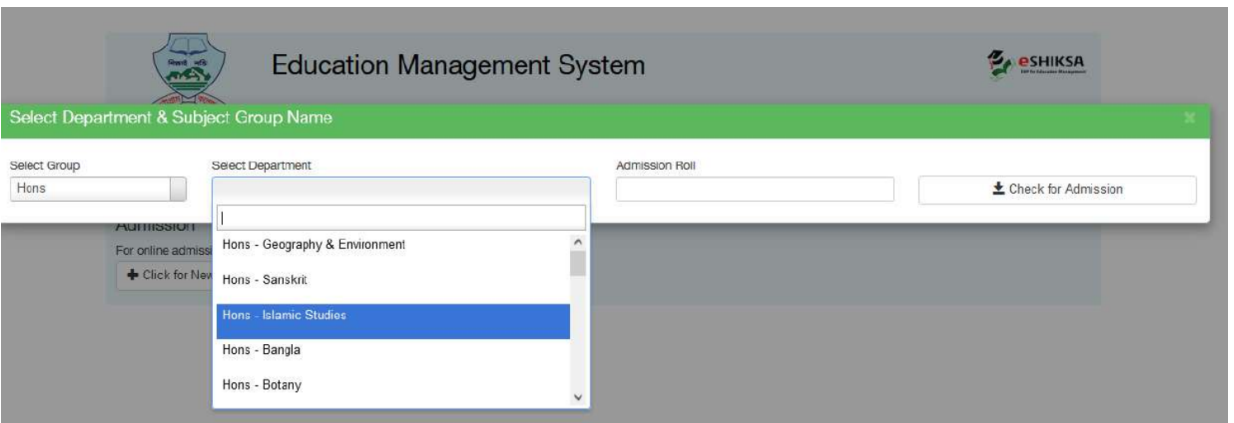 Education Management System
eSHIKSA
Select Department & Subject Group Name
Select Group
Select Department
Admission Roll
Hons
Check for Admission
Admission
For online admissi
Click for New
Hons - Geography & Environment
Hons - Sanskrit
Hons - Islamic Studies
Hons - Bangla
Hons - Botany